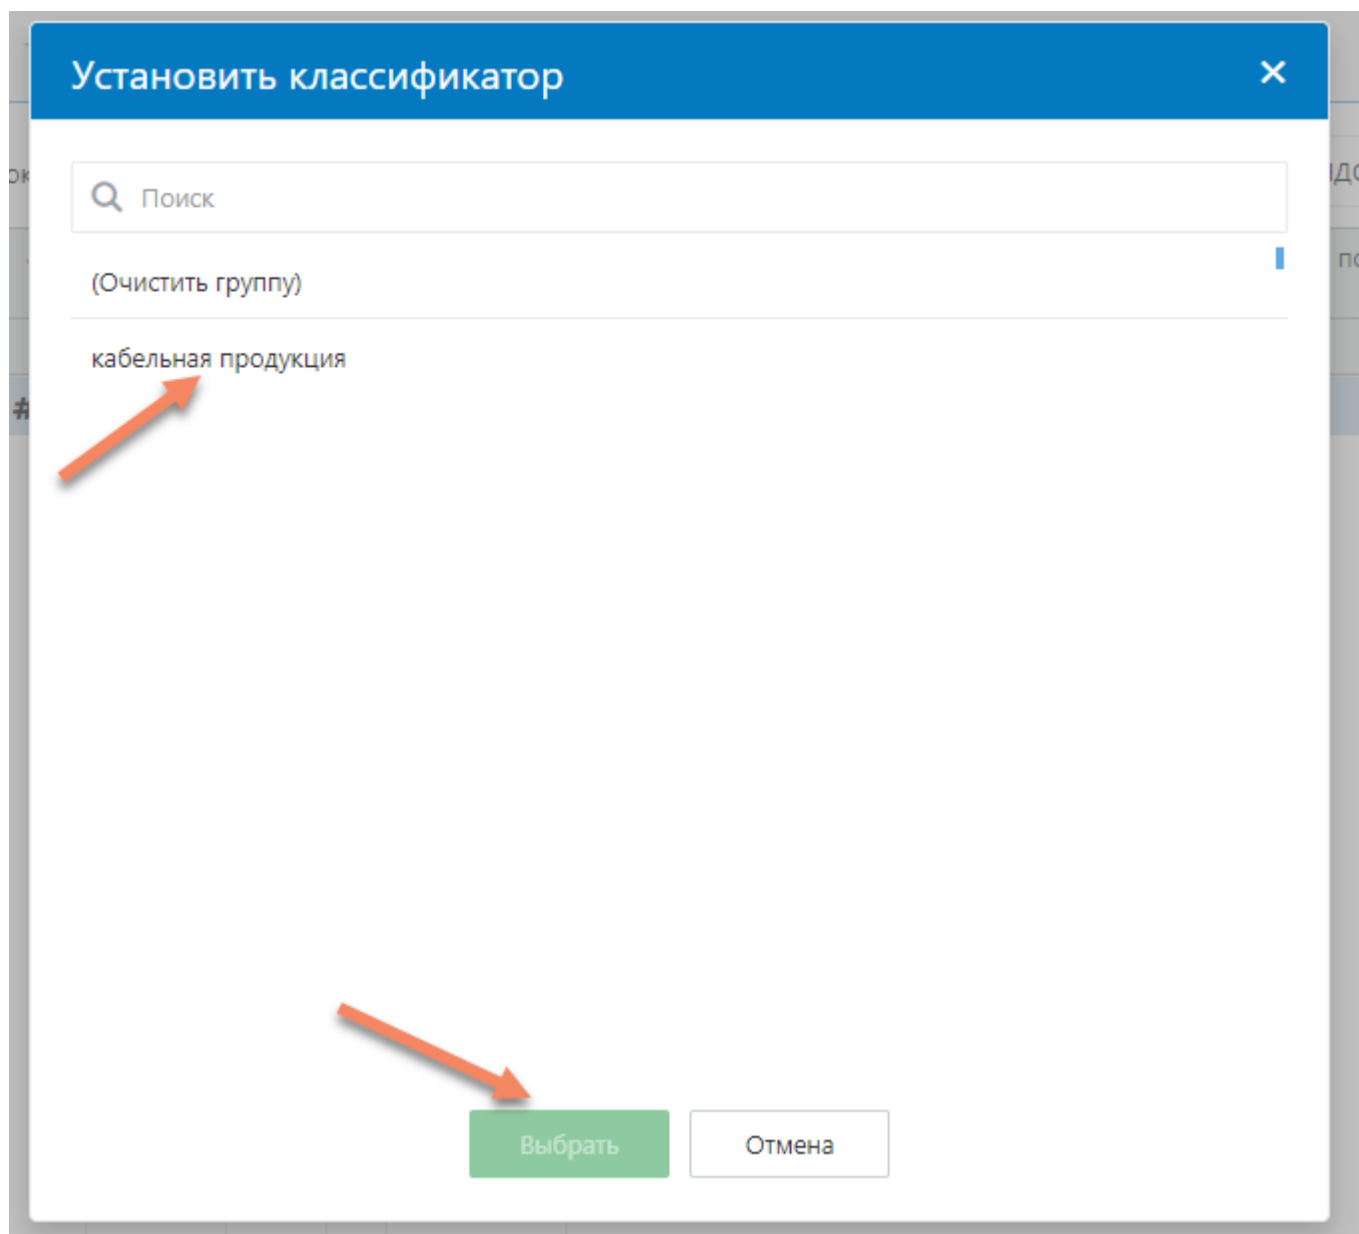 Установить классификатор
Поиск
(Очистить группу)
кабельная продукция
#
Выбрать
Отмена